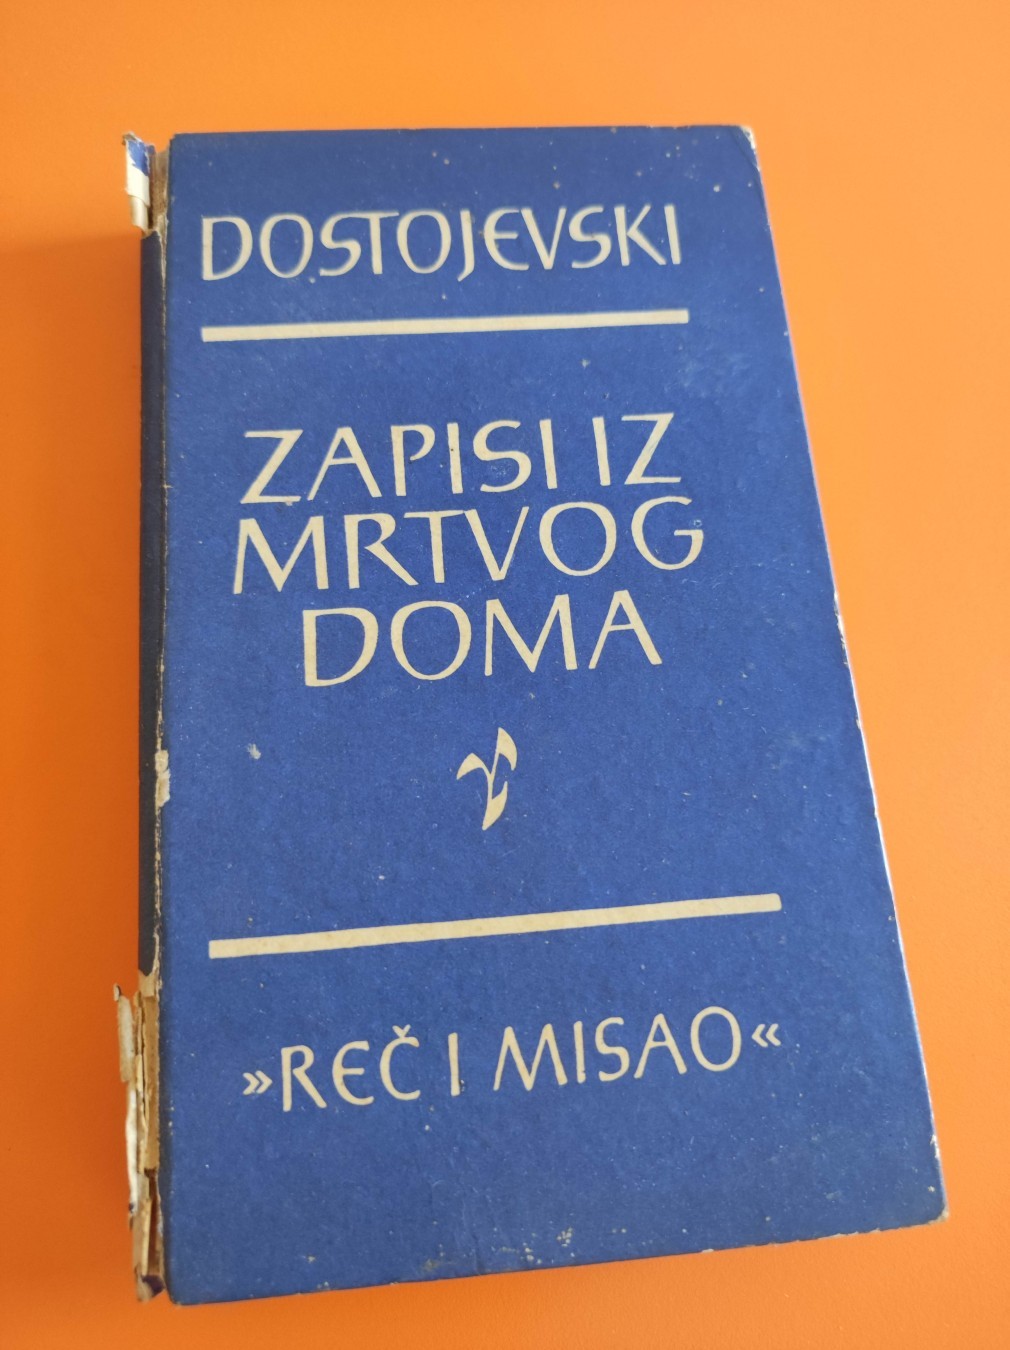 DOSTOJEVSKI
ZAPISI IZ
MRTVOG
DOMA
»REČ I MISAO«